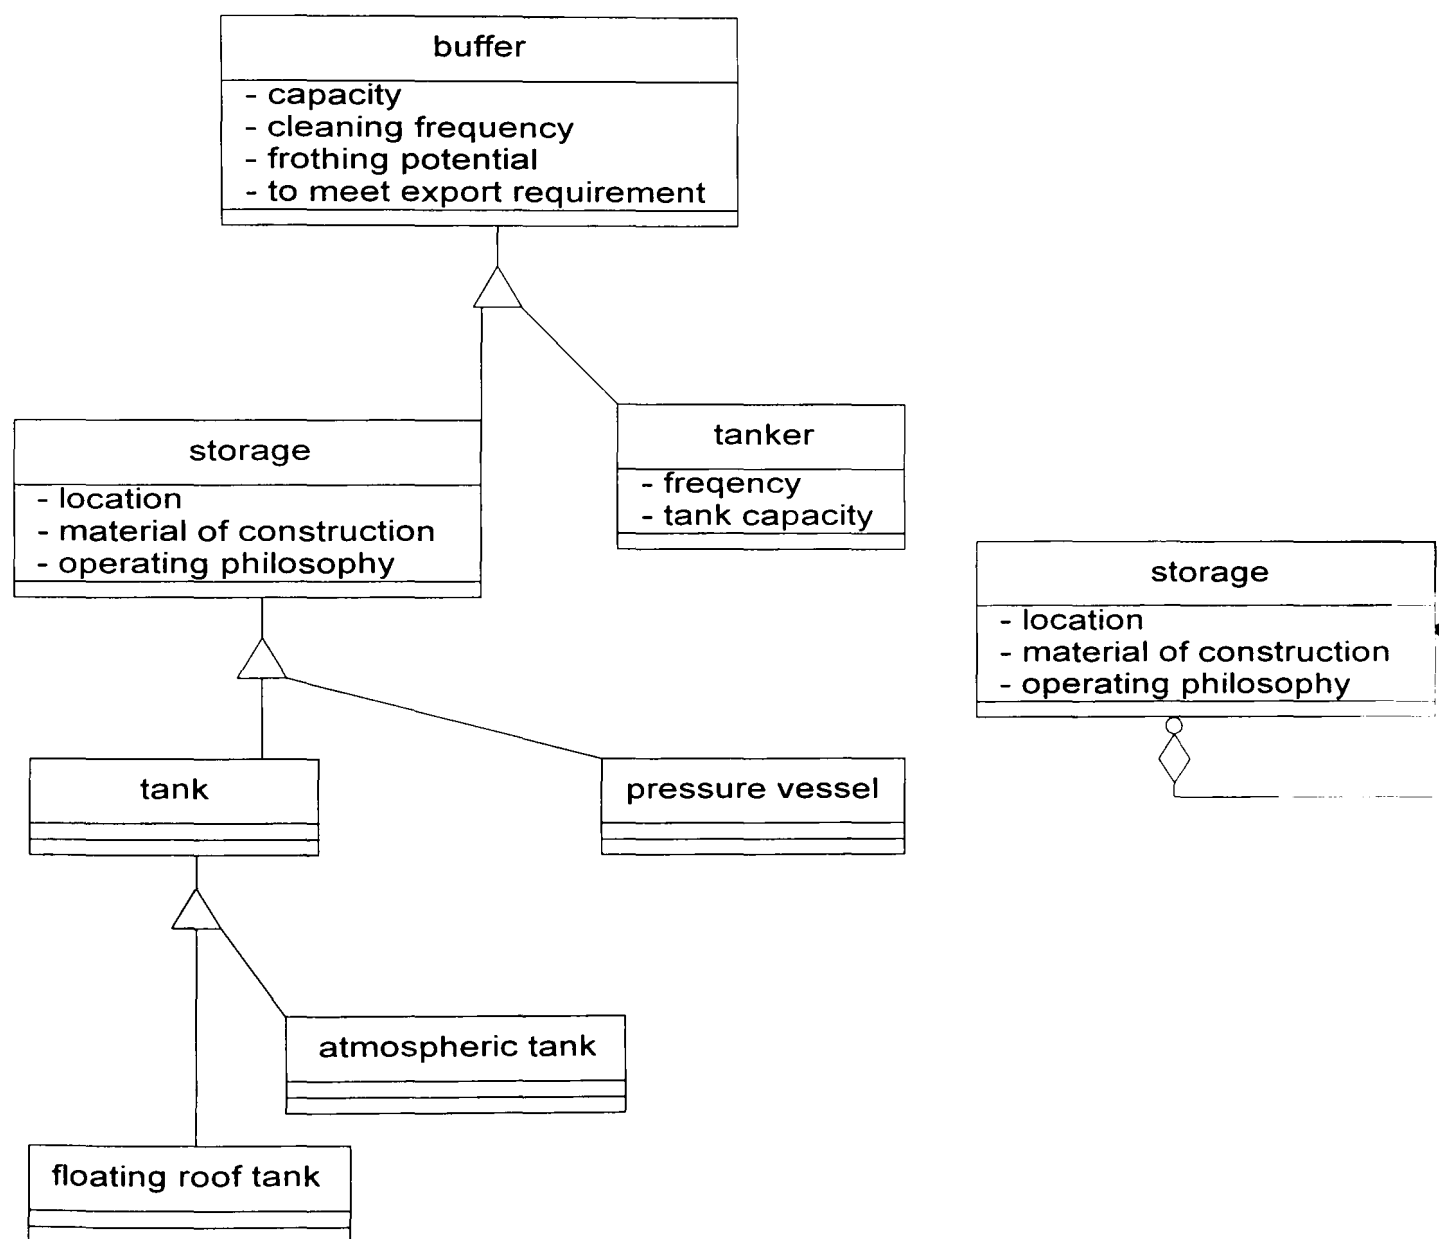 buffer
- capacity
- cleaning frequency
- frothing potential
- to meet export requirement
storage
- location
- material of construction
- operating philosophy
tanker
- freqency
- tank capacity
storage
- location
- material of construction
- operating philosophy
tank
pressure vessel
atmospheric tank
floating roof tank